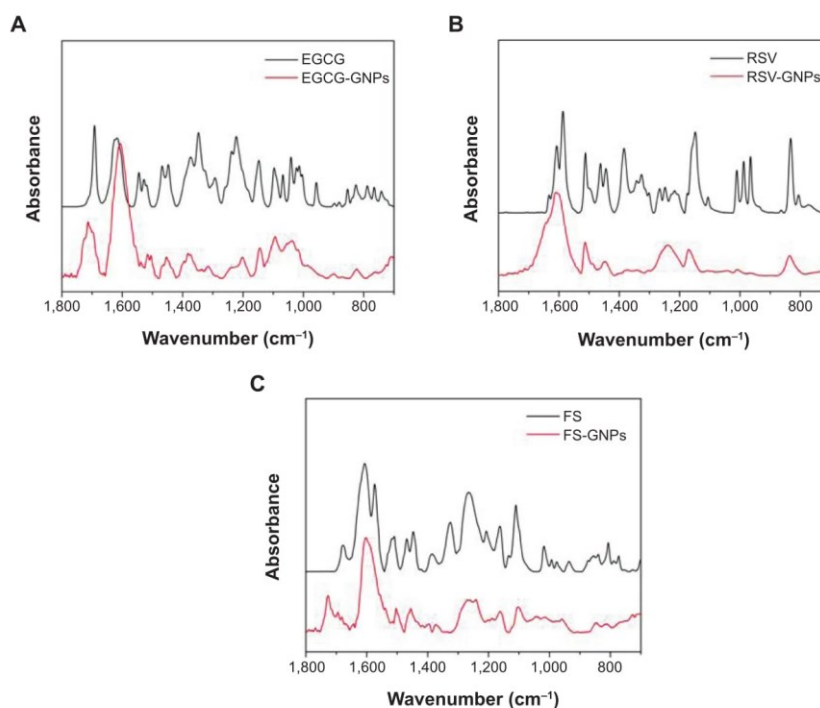 A
EGCG
EGCG-GNPs
Absorbance
1,800 1,600 1,400 1,200 1,000 800
Wavenumber (cm⁻¹)
B
RSV
RSV-GNPs
Absorbance
1,800 1,600 1,400 1,200 1,000 800
Wavenumber (cm⁻¹)
C
FS
FS-GNPs
Absorbance
1,800 1,600 1,400 1,200 1,000 800
Wavenumber (cm⁻¹)